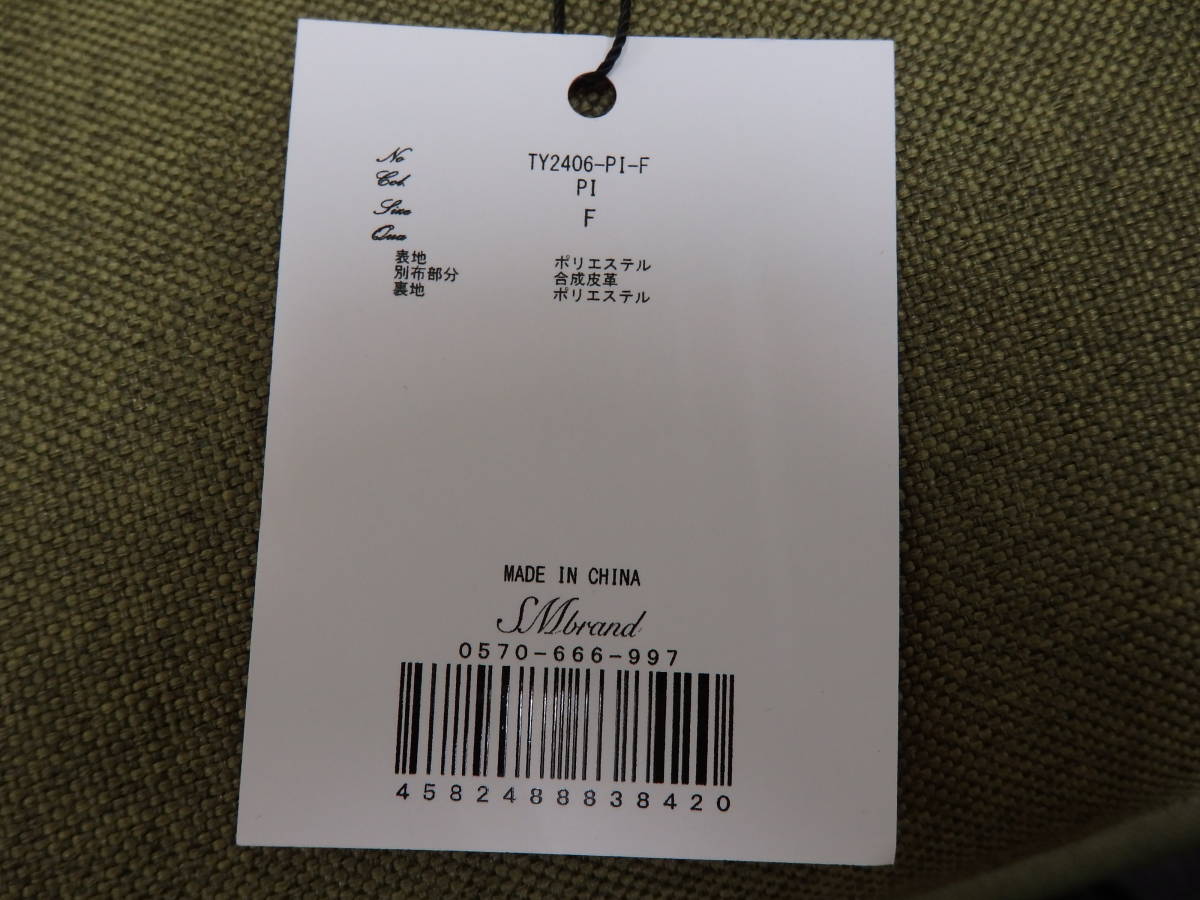 No TY2406-PI-F
Col. PI
Size F
Qua
表地 ポリエステル
別布部分 合成皮革
裏地 ポリエステル
MADE IN CHINA
SMbrand
0570-666-997
4582488838420